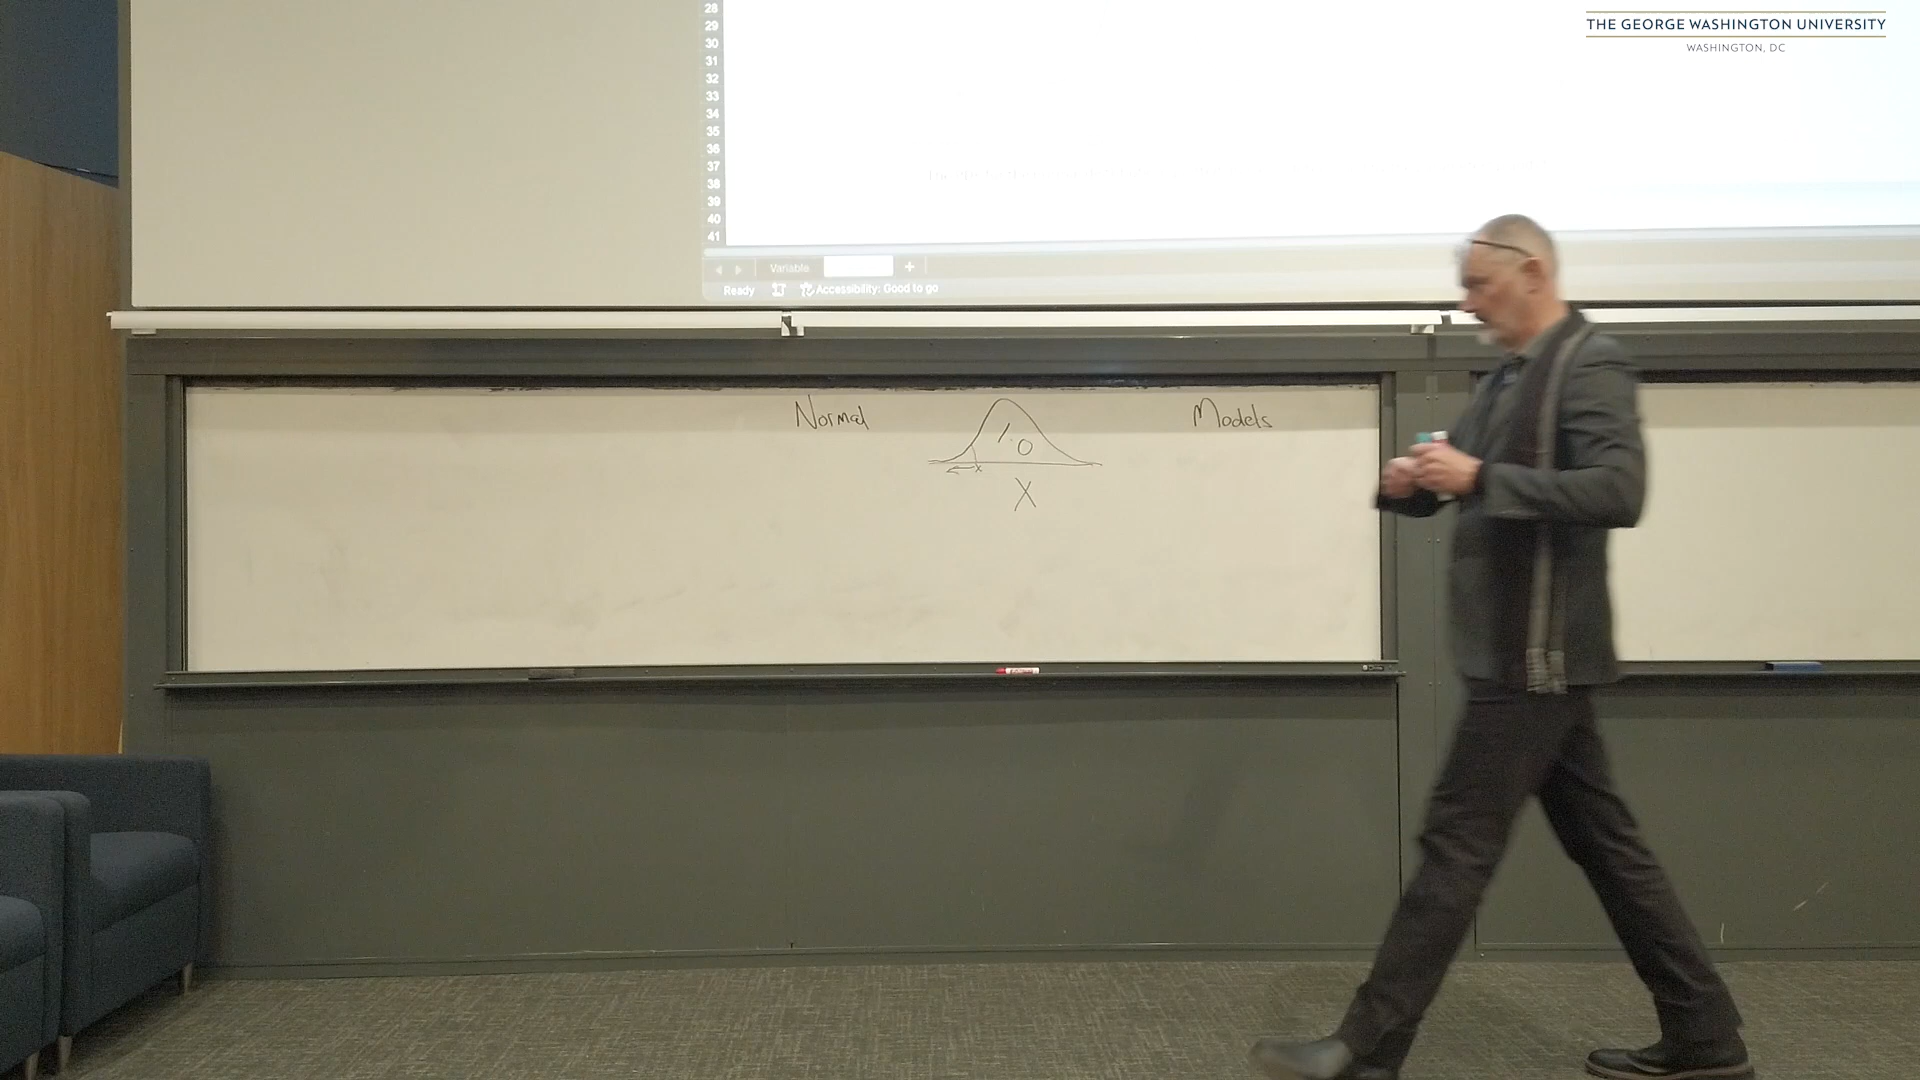 THE GEORGE WASHINGTON UNIVERSITY
WASHINGTON, DC
28
29
30
31
32
33
34
35
36
37
38
39
40
41
Variable
+
Ready
Accessibility: Good to go
Normal
Models
1.0
x
X